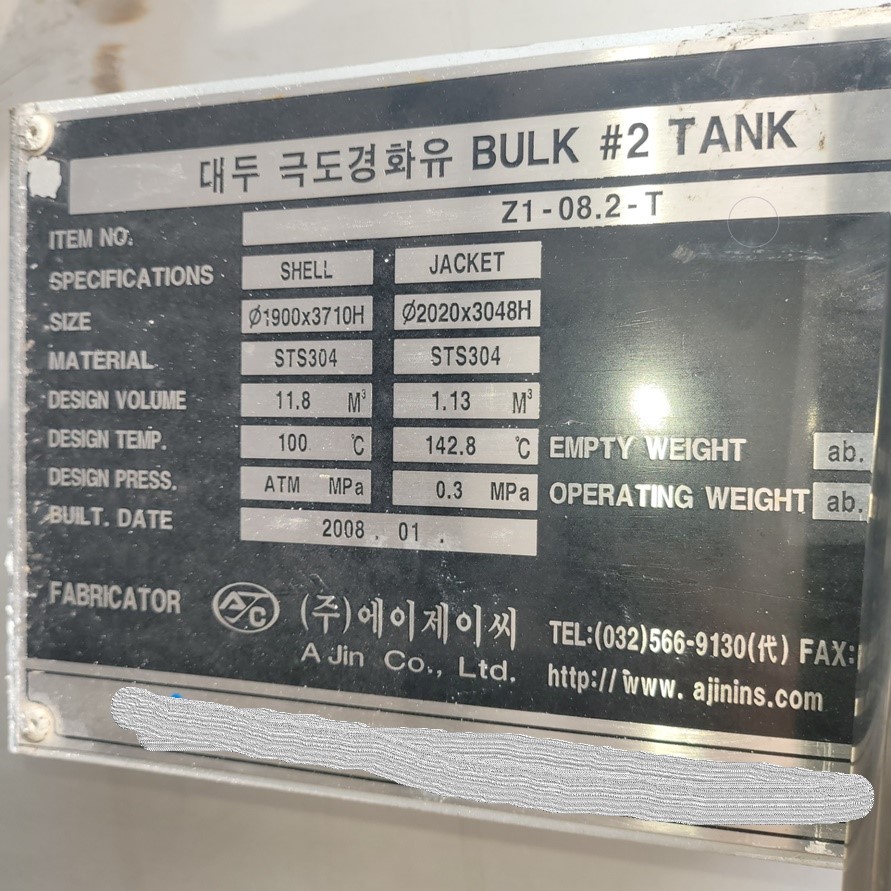 대두 극도경화유 BULK #2 TANK
ITEM NO. Z1-08.2-T
SPECIFICATIONS SHELL JACKET
SIZE Ø1900x3710H Ø2020x3048H
MATERIAL STS304 STS304
DESIGN VOLUME 11.8 M³ 1.13 M³
DESIGN TEMP. 100 ℃ 142.8 ℃
DESIGN PRESS. ATM MPa 0.3 MPa
EMPTY WEIGHT ab.
OPERATING WEIGHT ab.
BUILT. DATE 2008 . 01 .
FABRICATOR A/C (주)에이제이씨
A Jin Co., Ltd.
TEL:(032)566-9130(代) FAX:
http://www.ajinins.com